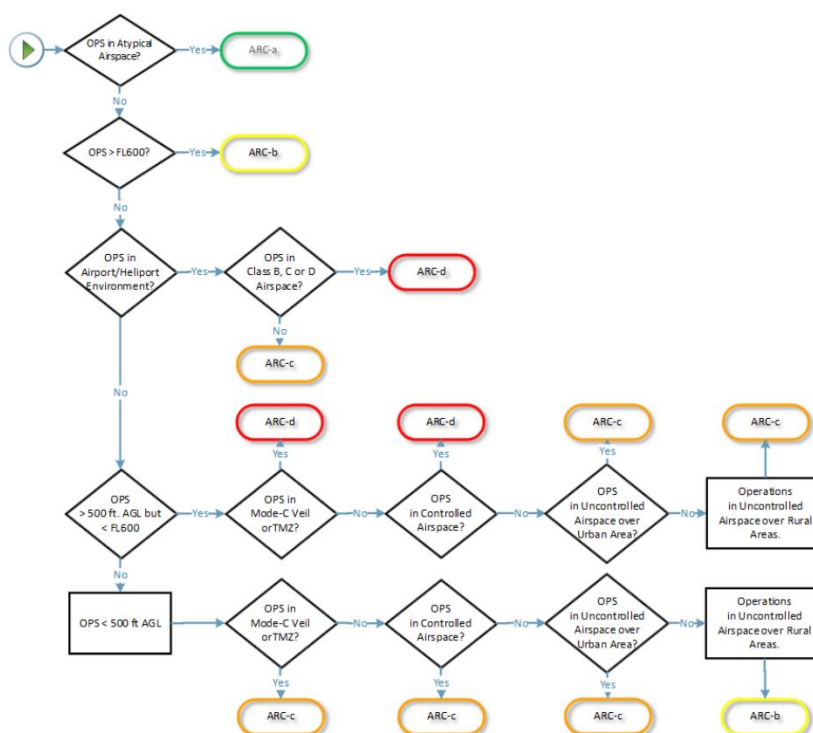 OPS in Atypical
Airspace?
Yes
ARC-a
No
OPS > FL600?
Yes
ARC-b
No
OPS in
Airport/Heliport
Environment?
Yes
OPS in
Class B, C or D
Airspace?
Yes
ARC-d
No
ARC-c
No
ARC-d
ARC-d
ARC-c
ARC-c
Yes
Yes
Yes
OPS
> 500 ft. AGL but
< FL600
Yes
OPS in
Mode-C Veil
orTMZ?
No
OPS
in Controlled
Airspace?
No
OPS
in Uncontrolled
Airspace over
Urban Area?
No
Operations
in Uncontrolled
Airspace over Rural
Areas.
No
OPS < 500 ft AGL
OPS in
Mode-C Veil
orTMZ?
No
OPS
in Controlled
Airspace?
No
OPS
in Uncontrolled
Airspace over
Urban Area?
No
Operations
in Uncontrolled
Airspace over Rural
Areas.
Yes
Yes
Yes
ARC-c
ARC-c
ARC-c
ARC-b